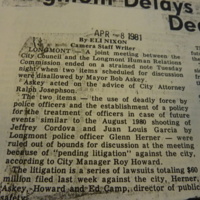 Longmont Delays
De
APR - 8 1981
By ELI NIXON
Camera Staff Writer
LONGMONT — A joint meeting between the
City Council and the Longmont Human Relations
Commission ended on a strained note Tuesday
night when two items scheduled for discussion
were disallowed by Mayor Bob Askey.
Askey acted on the advice of City Attorney
Ralph Josephson.
The two items — the use of deadly force by
police officers and the establishment of a policy
for the treatment of officers in case of future
events similar to the August 1980 shooting of
Jeffrey Cordova and Juan Luis Garcia by
Longmont police officer Glenn Herner — were
ruled out of bounds for discussion at the meeting
because of "pending litigation" against the city,
according to City Manager Roy Howard.
The litigation is a series of lawsuits totaling $60
million filed last week against the city, Herner,
Askey, Howard and Ed Camp, director of public
safety